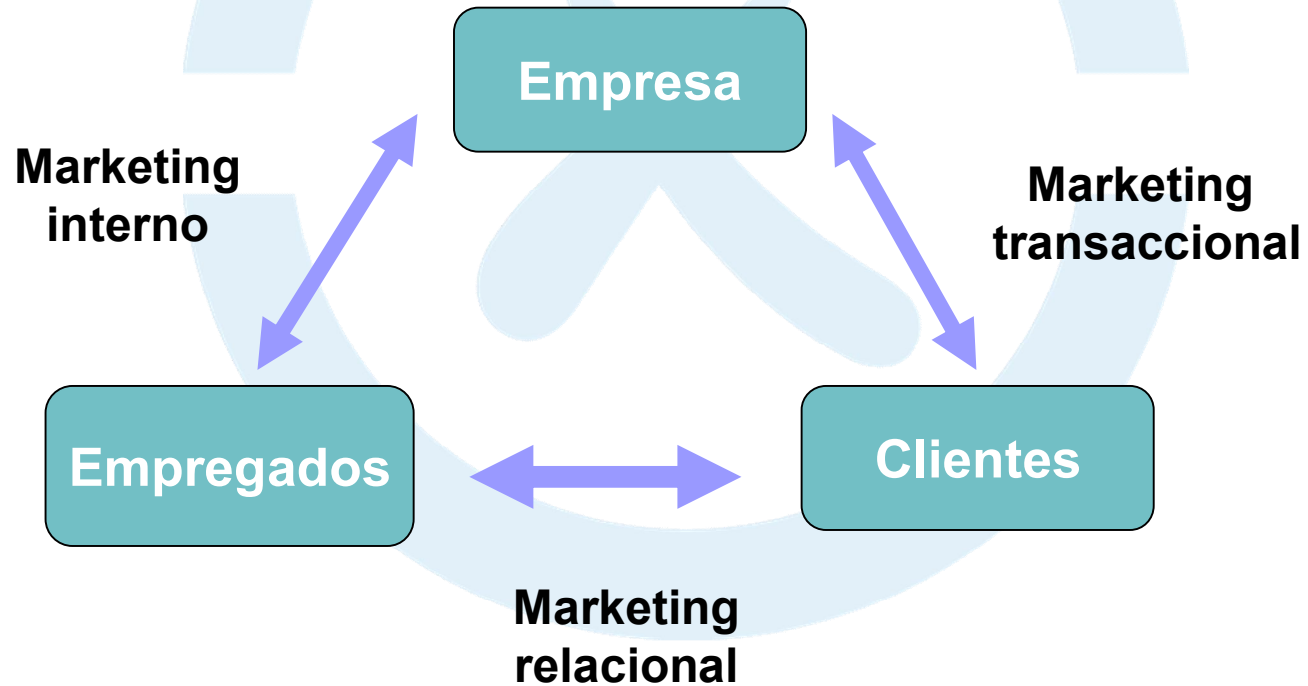 Empresa
Marketing
interno
Marketing
transaccional
Empregados
Clientes
Marketing
relacional